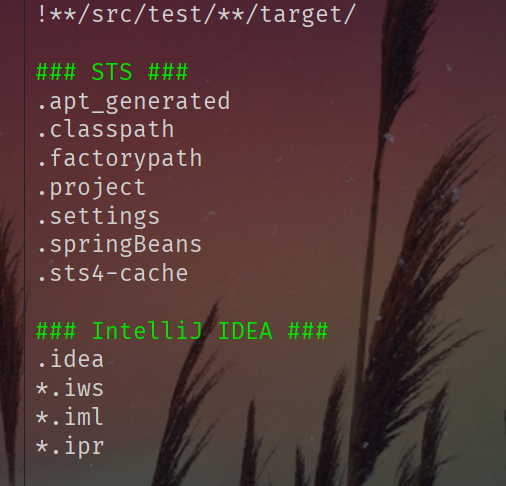 !**/src/test/**/target/
### STS ###
.apt_generated
.classpath
.factorypath
.project
.settings
.springBeans
.sts4-cache
### IntelliJ IDEA ###
.idea
*.iws
*.iml
*.ipr